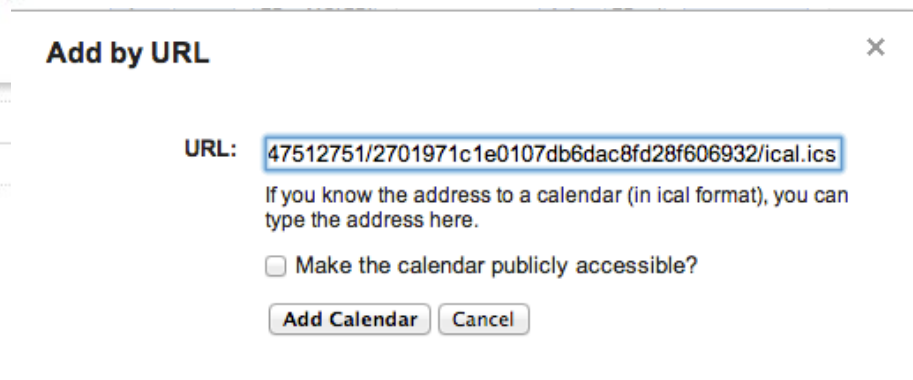 Add by URL
×
URL: 47512751/2701971c1e0107db6dac8fd28f606932/ical.ics
If you know the address to a calendar (in ical format), you can
type the address here.
Make the calendar publicly accessible?
Add Calendar Cancel